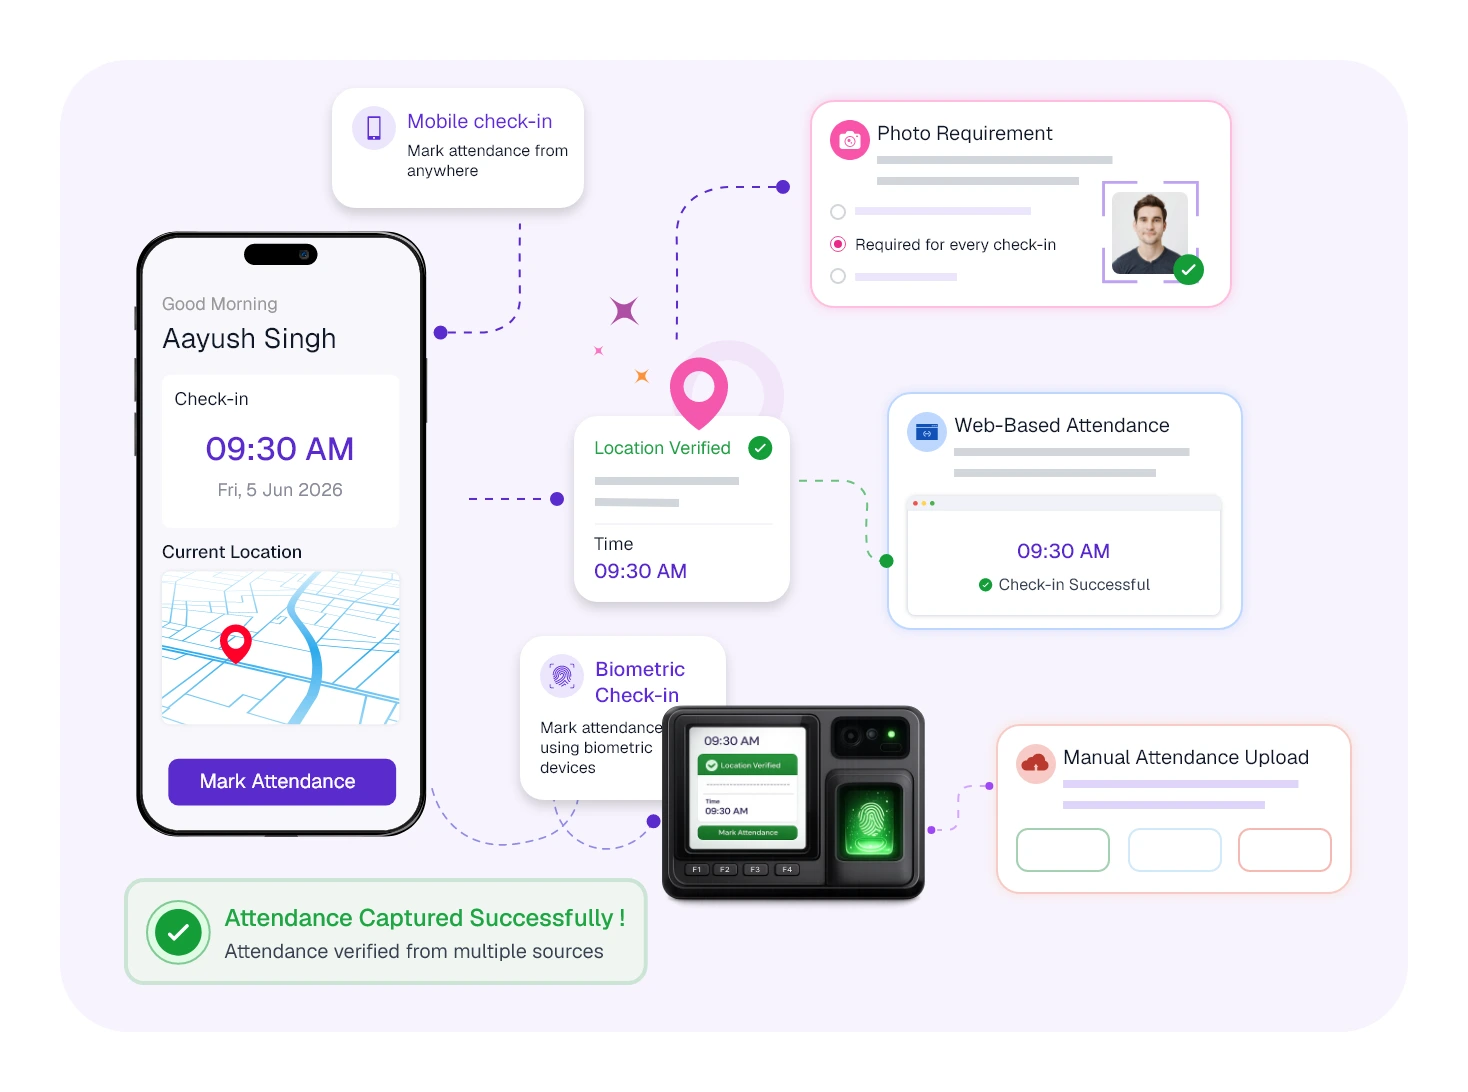 Mobile check-in
Mark attendance from
anywhere
Photo Requirement
Required for every check-in
Good Morning
Aayush Singh
Check-in
09:30 AM
Fri, 5 Jun 2026
Current Location
Mark Attendance
Location Verified
Time
09:30 AM
Web-Based Attendance
09:30 AM
Check-in Successful
Biometric
Check-in
Mark attendance
using biometric
devices
09:30 AM
Location Verified
Time
09:30 AM
Mark Attendance
F1 F2 F3 F4
Manual Attendance Upload
Attendance Captured Successfully !
Attendance verified from multiple sources